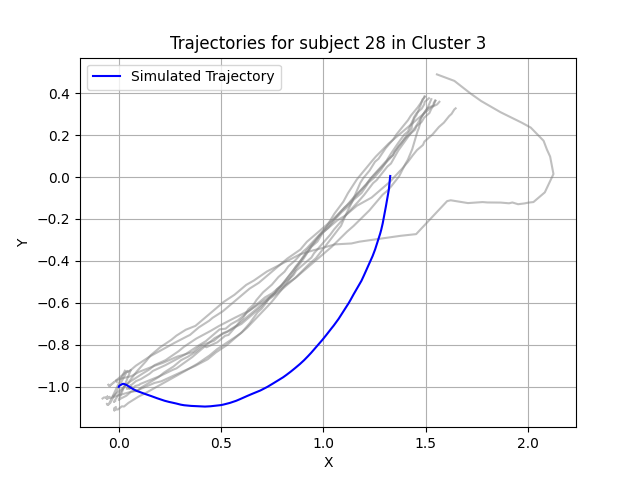 Trajectories for subject 28 in Cluster 3
Simulated Trajectory
0.4
0.2
0.0
−0.2
−0.4
−0.6
−0.8
−1.0
Y
0.0 0.5 1.0 1.5 2.0
X